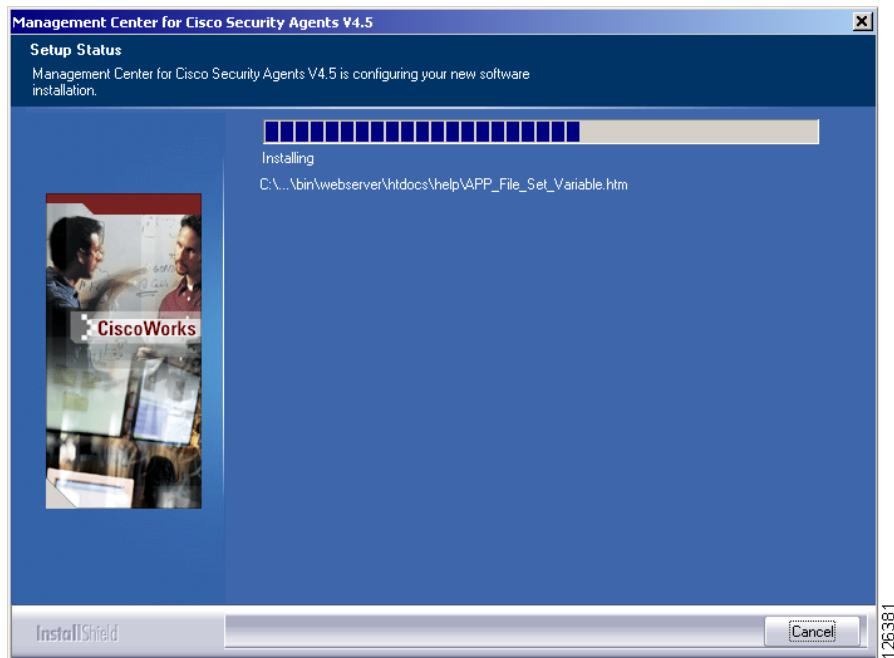 Management Center for Cisco Security Agents V4.5
Setup Status
Management Center for Cisco Security Agents V4.5 is configuring your new software
installation.
Installing
C:\...\bin\webserver\htdocs\help\APP_File_Set_Variable.htm
CiscoWorks
InstallShield
Cancel
126381